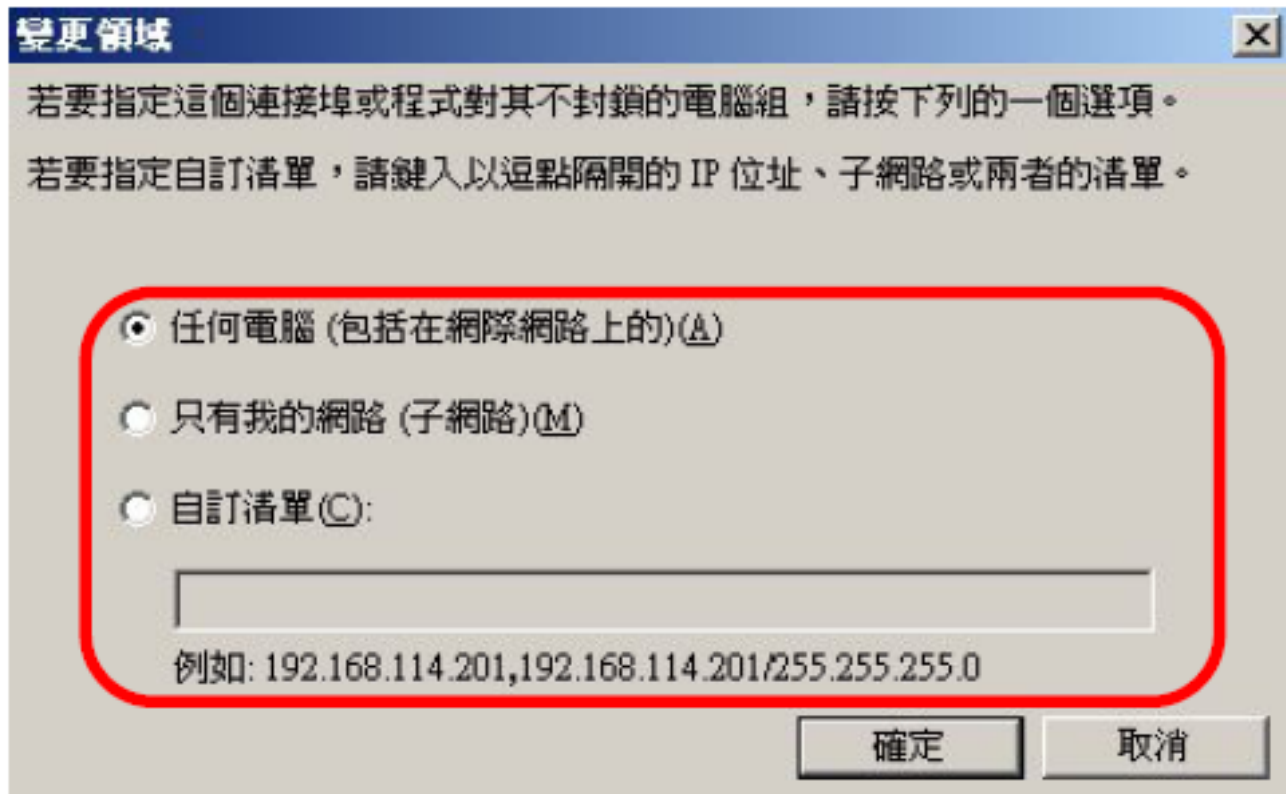 變更領域
若要指定這個連接埠或程式對其不封鎖的電腦組，請按下列的一個選項。
若要指定自訂清單，請鍵入以逗點隔開的 IP 位址、子網路或兩者的清單。
任何電腦 (包括在網際網路上的)(A)
只有我的網路 (子網路)(M)
自訂清單(C):
例如: 192.168.114.201,192.168.114.201/255.255.255.0
確定 取消